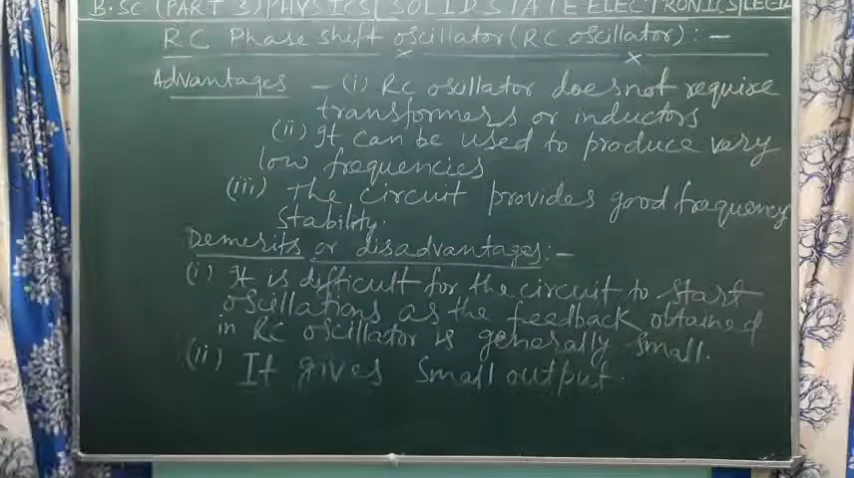 B.SC (PART 3) PHYSICS| SOLID STATE ELECTRONICS|LEC12
RC Phase shift oscillator (RC oscillator) : -
Advantages - (i) RC oscillator does not require
transformers or inductors
(ii) It can be used to produce very
low frequencies
(iii) The circuit provides good frequency
stability.
Demerits or disadvantages: -
(i) It is difficult for the circuit to start
oscillations as the feedback obtained
in RC oscillator is generally small.
(ii) It gives small output.